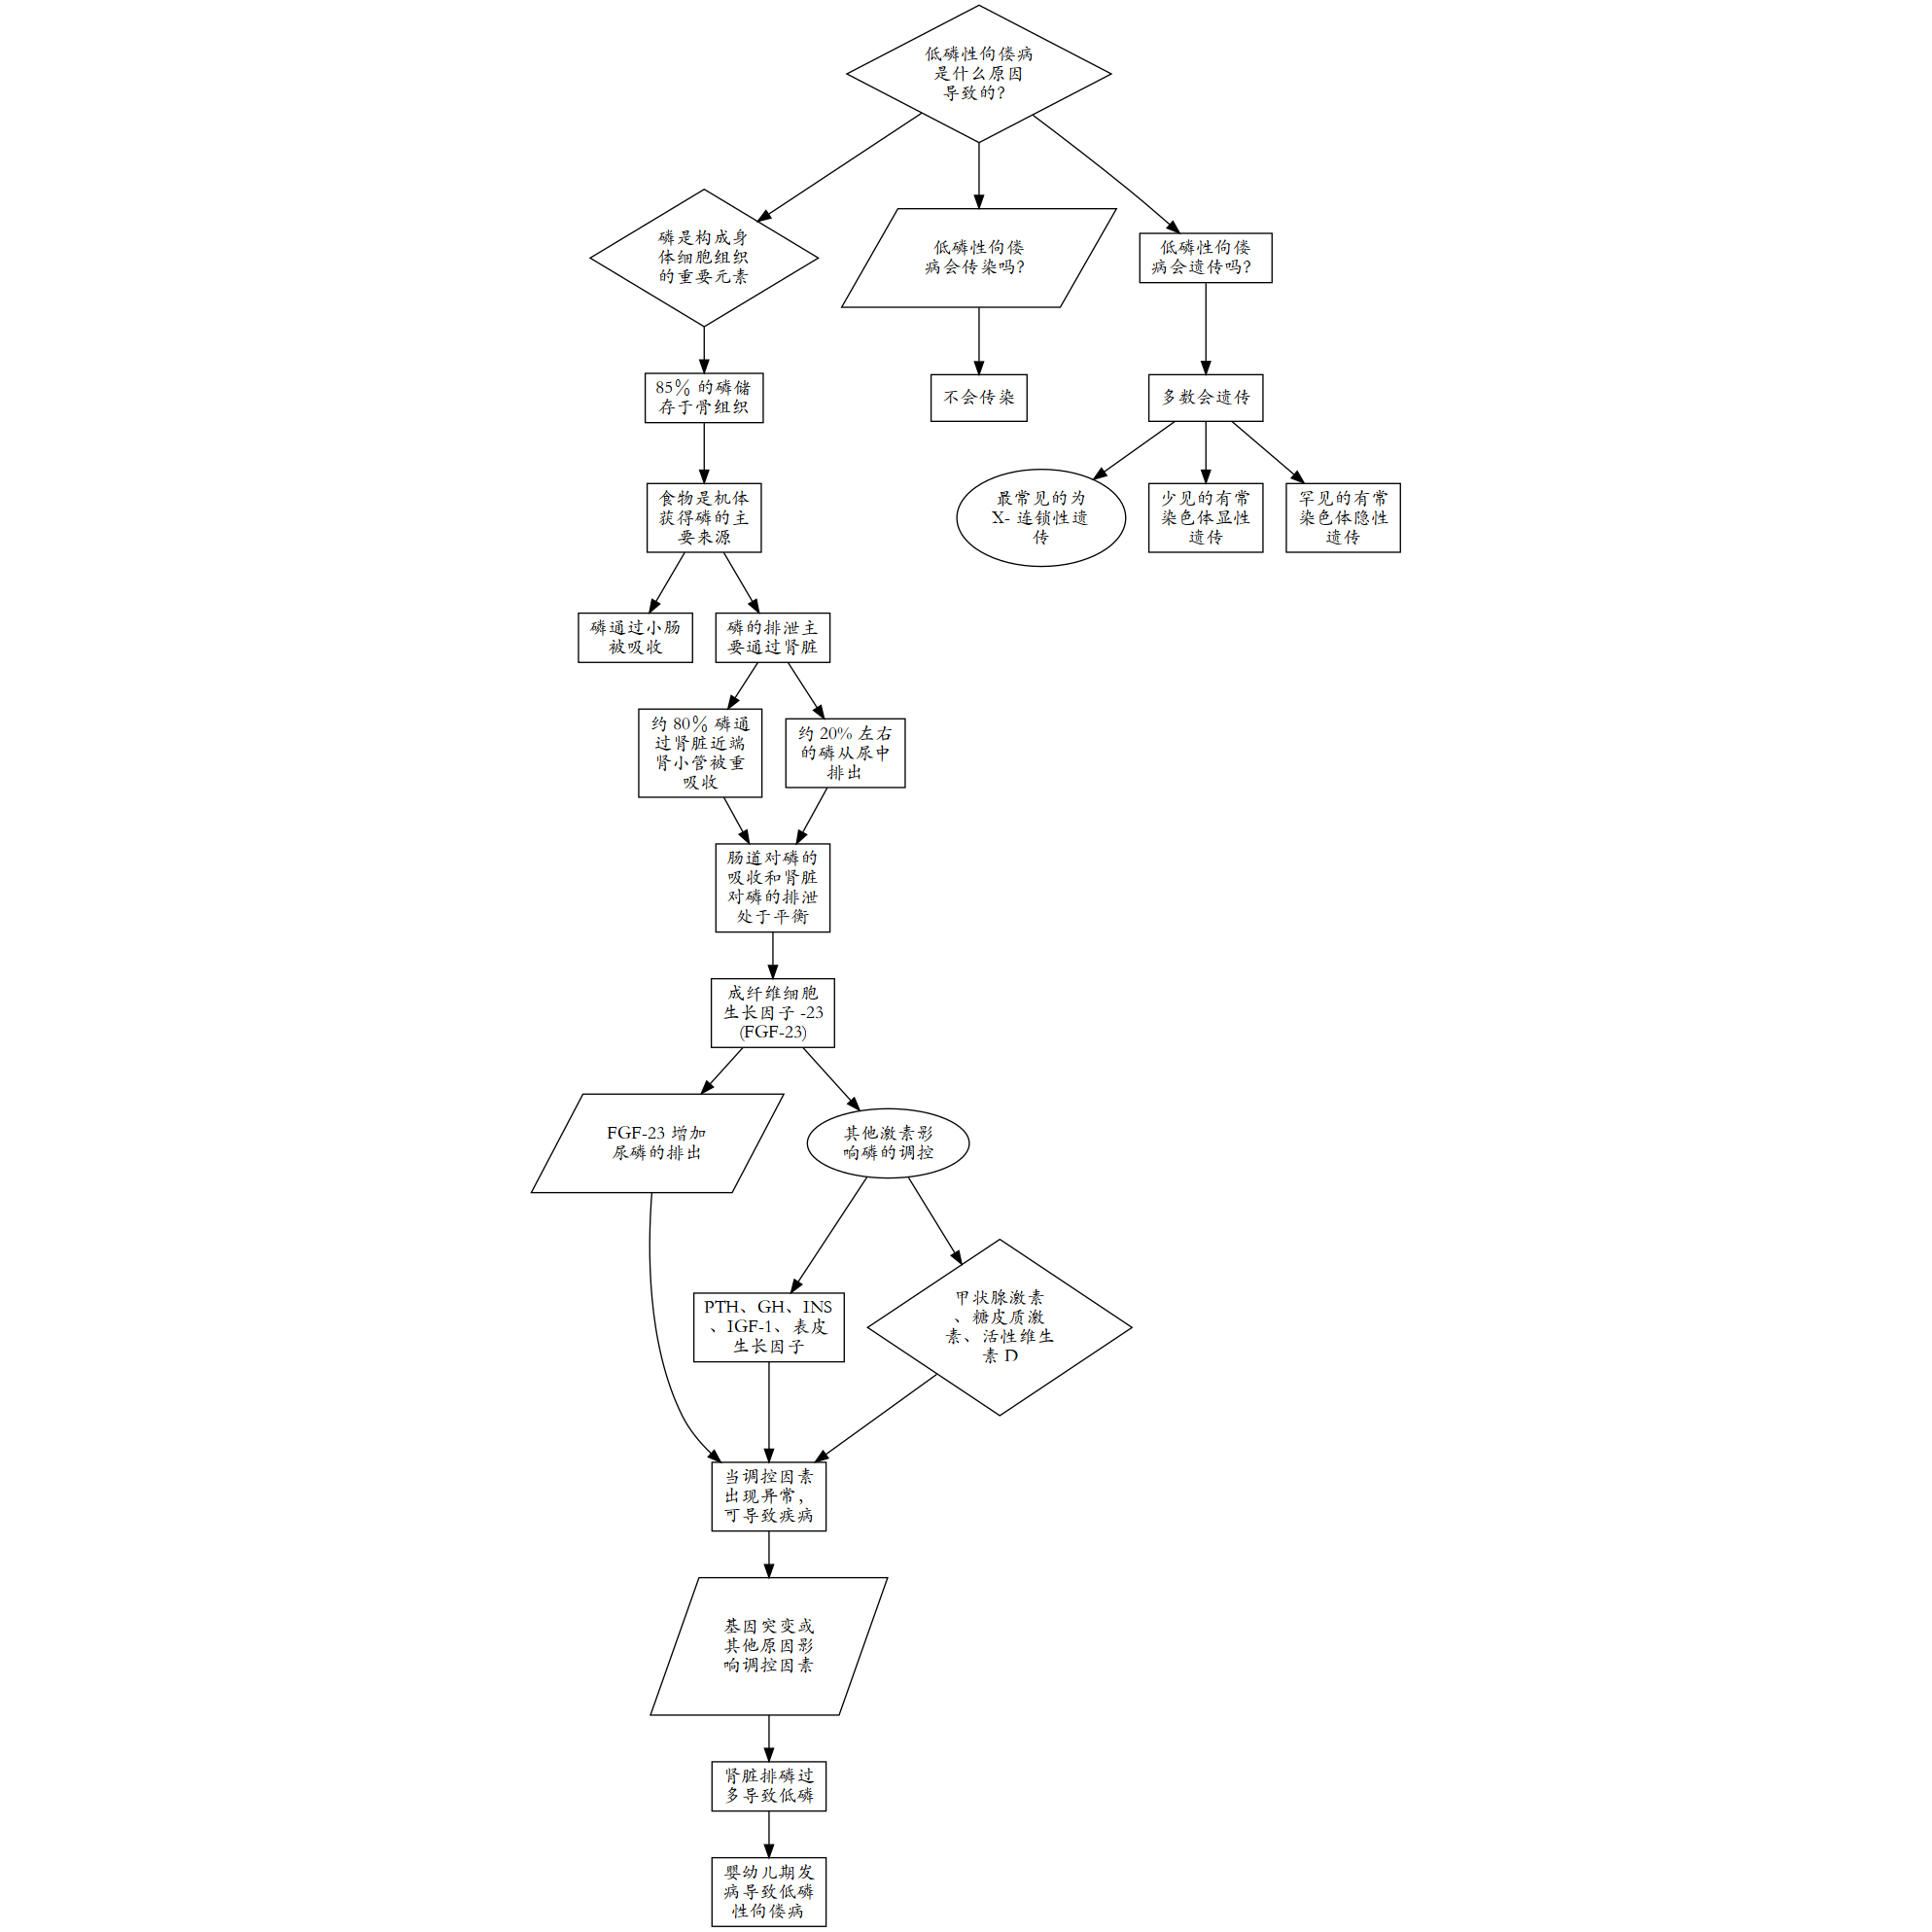 低磷性佝偻病
是什么原因
导致的？
磷是构成身
体细胞组织
的重要元素
低磷性佝偻
病会传染吗？
低磷性佝偻
病会遗传吗？
85％ 的磷储
存于骨组织
不会传染
多数会遗传
食物是机体
获得磷的主
要来源
最常见的为
X- 连锁性遗
传
少见的有常
染色体显性
遗传
罕见的有常
染色体隐性
遗传
磷通过小肠
被吸收
磷的排泄主
要通过肾脏
约 80％ 磷通
过肾脏近端
肾小管被重
吸收
约 20% 左右
的磷从尿中
排出
肠道对磷的
吸收和肾脏
对磷的排泄
处于平衡
成纤维细胞
生长因子 -23
(FGF-23)
FGF-23 增加
尿磷的排出
其他激素影
响磷的调控
PTH、GH、INS
、IGF-1、表皮
生长因子
甲状腺激素
、糖皮质激
素、活性维生
素 D
当调控因素
出现异常，
可导致疾病
基因突变或
其他原因影
响调控因素
肾脏排磷过
多导致低磷
婴幼儿期发
病导致低磷
性佝偻病